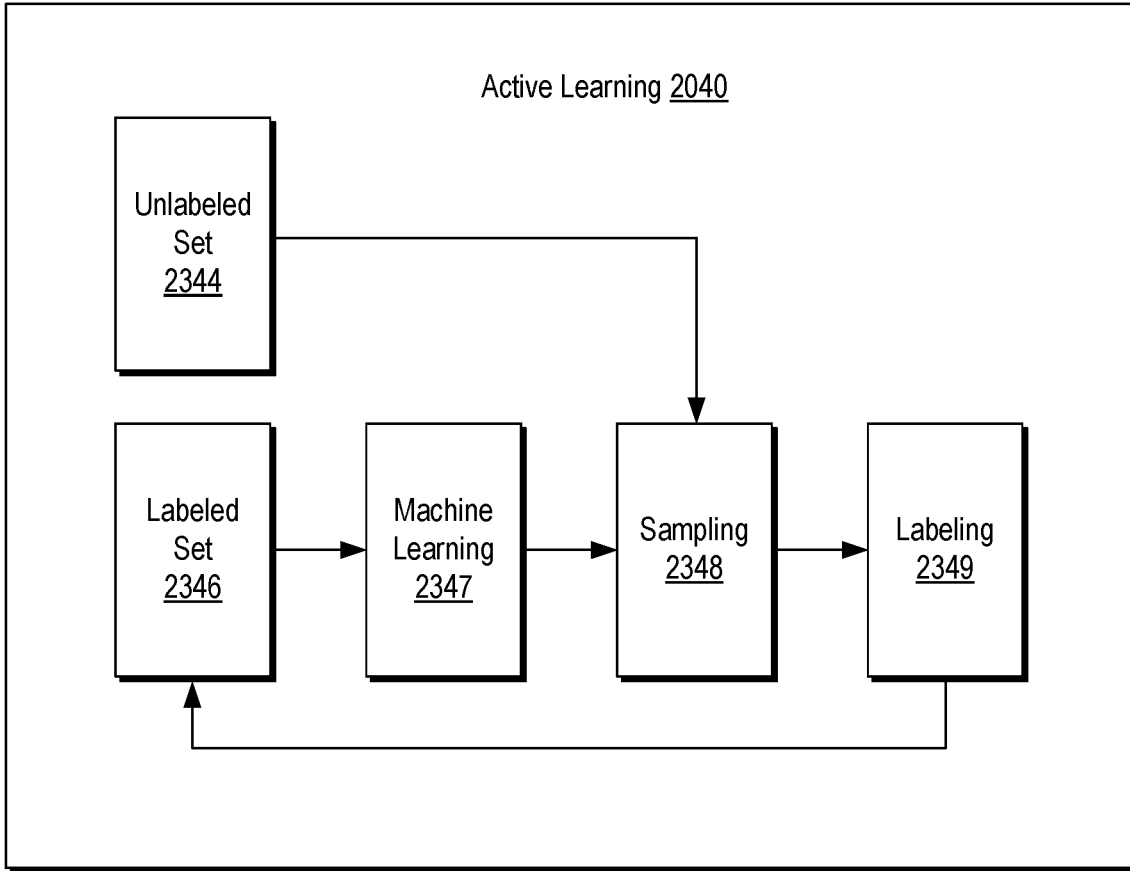 Active Learning 2040
Unlabeled
Set
2344
Labeled
Set
2346
Machine
Learning
2347
Sampling
2348
Labeling
2349